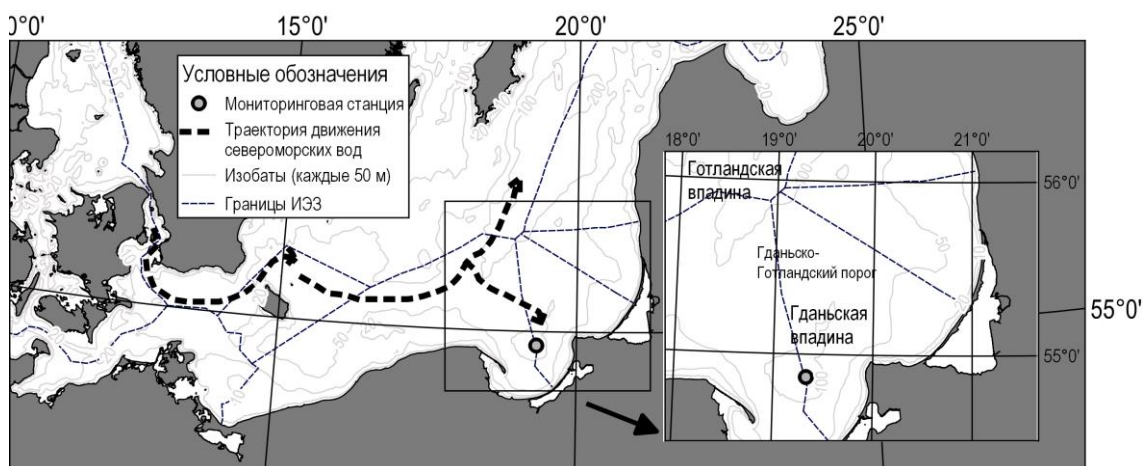 0°0'
15°0'
20°0'
25°0'
Условные обозначения
Мониторинговая станция
Траектория движения
североморских вод
Изобаты (каждые 50 м)
Границы ИЭЗ
18°0'
19°0'
20°0'
21°0'
Готландская
впадина
56°0'
Гданьско-
Готландский порог
55°0'
Гданьская
впадина
55°0'
100